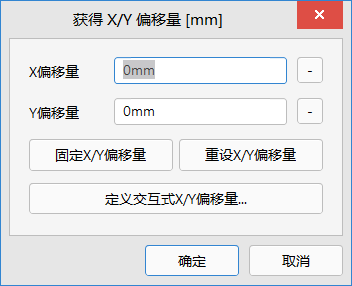 获得 X/Y 偏移量 [mm]
X偏移量 0mm -
Y偏移量 0mm -
固定X/Y偏移量 重设X/Y偏移量
定义交互式X/Y偏移量...
确定 取消